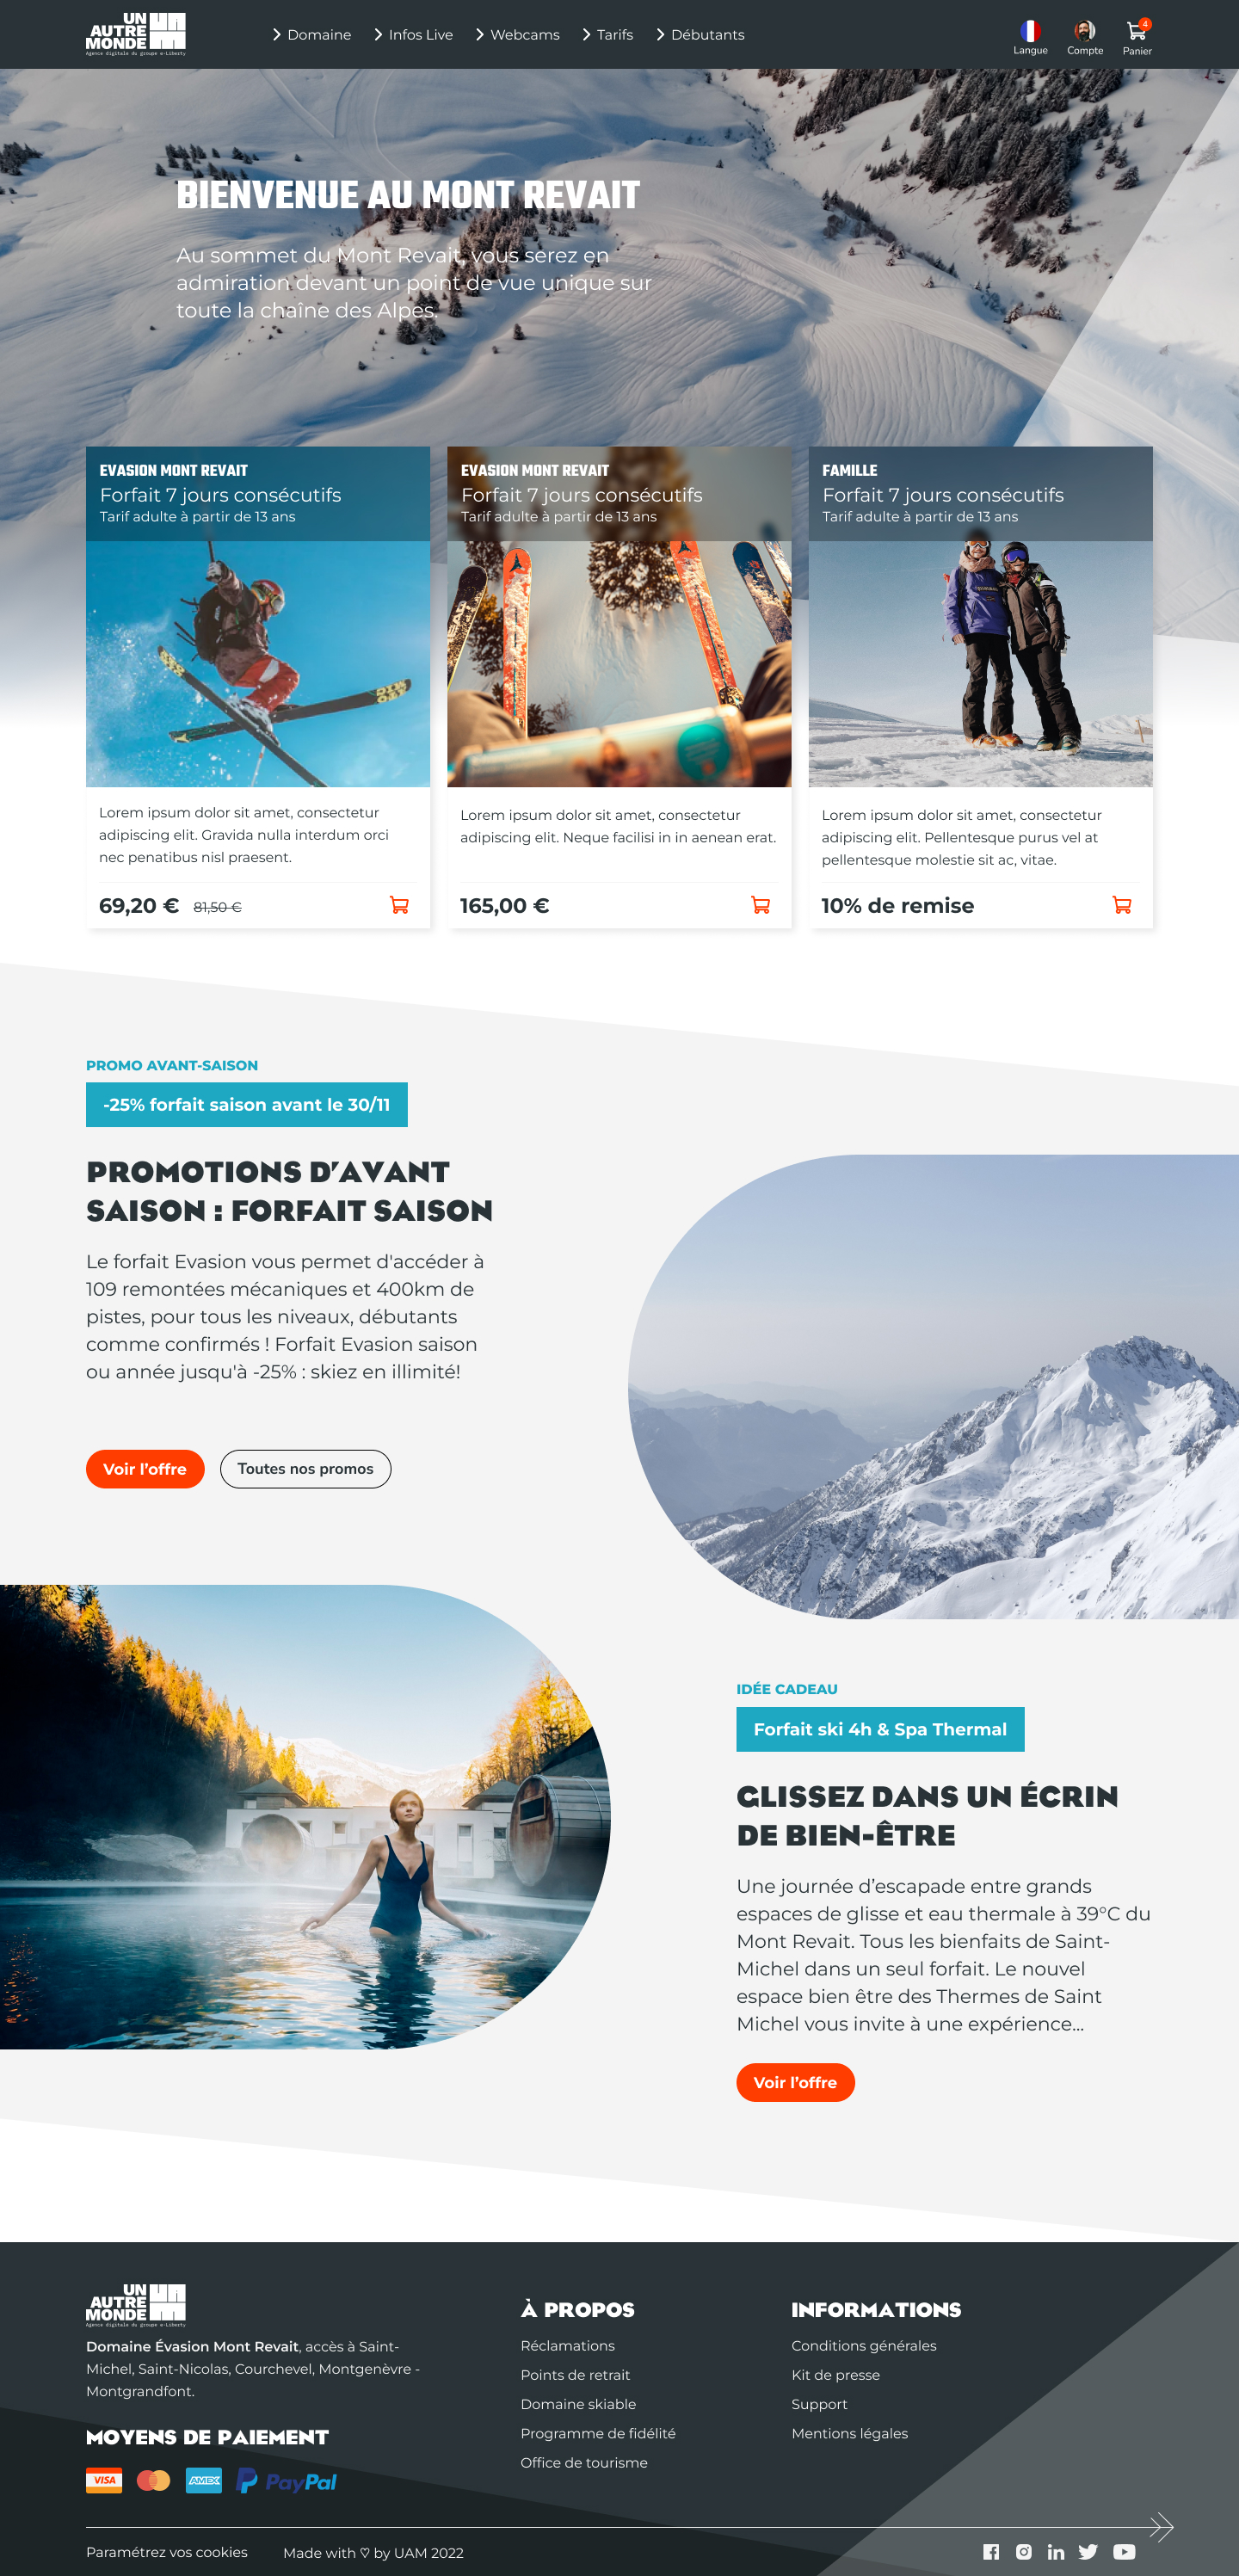 UN
AUTRE
MONDE
Agence digitale du groupe e-Liberty
Domaine
Infos Live
Webcams
Tarifs
Débutants
Langue
Compte
4
Panier
BIENVENUE AU MONT REVAIT
Au sommet du Mont Revait, vous serez en
admiration devant un point de vue unique sur
toute la chaîne des Alpes.
EVASION MONT REVAIT
Forfait 7 jours consécutifs
Tarif adulte à partir de 13 ans
Lorem ipsum dolor sit amet, consectetur
adipiscing elit. Gravida nulla interdum orci
nec penatibus nisl praesent.
69,20 € 81,50 €
EVASION MONT REVAIT
Forfait 7 jours consécutifs
Tarif adulte à partir de 13 ans
Lorem ipsum dolor sit amet, consectetur
adipiscing elit. Neque facilisi in in aenean erat.
165,00 €
FAMILLE
Forfait 7 jours consécutifs
Tarif adulte à partir de 13 ans
Lorem ipsum dolor sit amet, consectetur
adipiscing elit. Pellentesque purus vel at
pellentesque molestie sit ac, vitae.
10% de remise
PROMO AVANT-SAISON
-25% forfait saison avant le 30/11
PROMOTIONS D’AVANT
SAISON : FORFAIT SAISON
Le forfait Evasion vous permet d'accéder à
109 remontées mécaniques et 400km de
pistes, pour tous les niveaux, débutants
comme confirmés ! Forfait Evasion saison
ou année jusqu'à -25% : skiez en illimité!
Voir l’offre
Toutes nos promos
IDÉE CADEAU
Forfait ski 4h & Spa Thermal
GLISSEZ DANS UN ÉCRIN
DE BIEN-ÊTRE
Une journée d’escapade entre grands
espaces de glisse et eau thermale à 39°C du
Mont Revait. Tous les bienfaits de Saint-
Michel dans un seul forfait. Le nouvel
espace bien être des Thermes de Saint
Michel vous invite à une expérience...
Voir l’offre
UN
AUTRE
MONDE
Agence digitale du groupe e-Liberty
Domaine Évasion Mont Revait, accès à Saint-
Michel, Saint-Nicolas, Courchevel, Montgenèvre -
Montgrandfont.
MOYENS DE PAIEMENT
VISA
AMEX
PayPal
À PROPOS
Réclamations
Points de retrait
Domaine skiable
Programme de fidélité
Office de tourisme
INFORMATIONS
Conditions générales
Kit de presse
Support
Mentions légales
Paramétrez vos cookies
Made with ♡ by UAM 2022